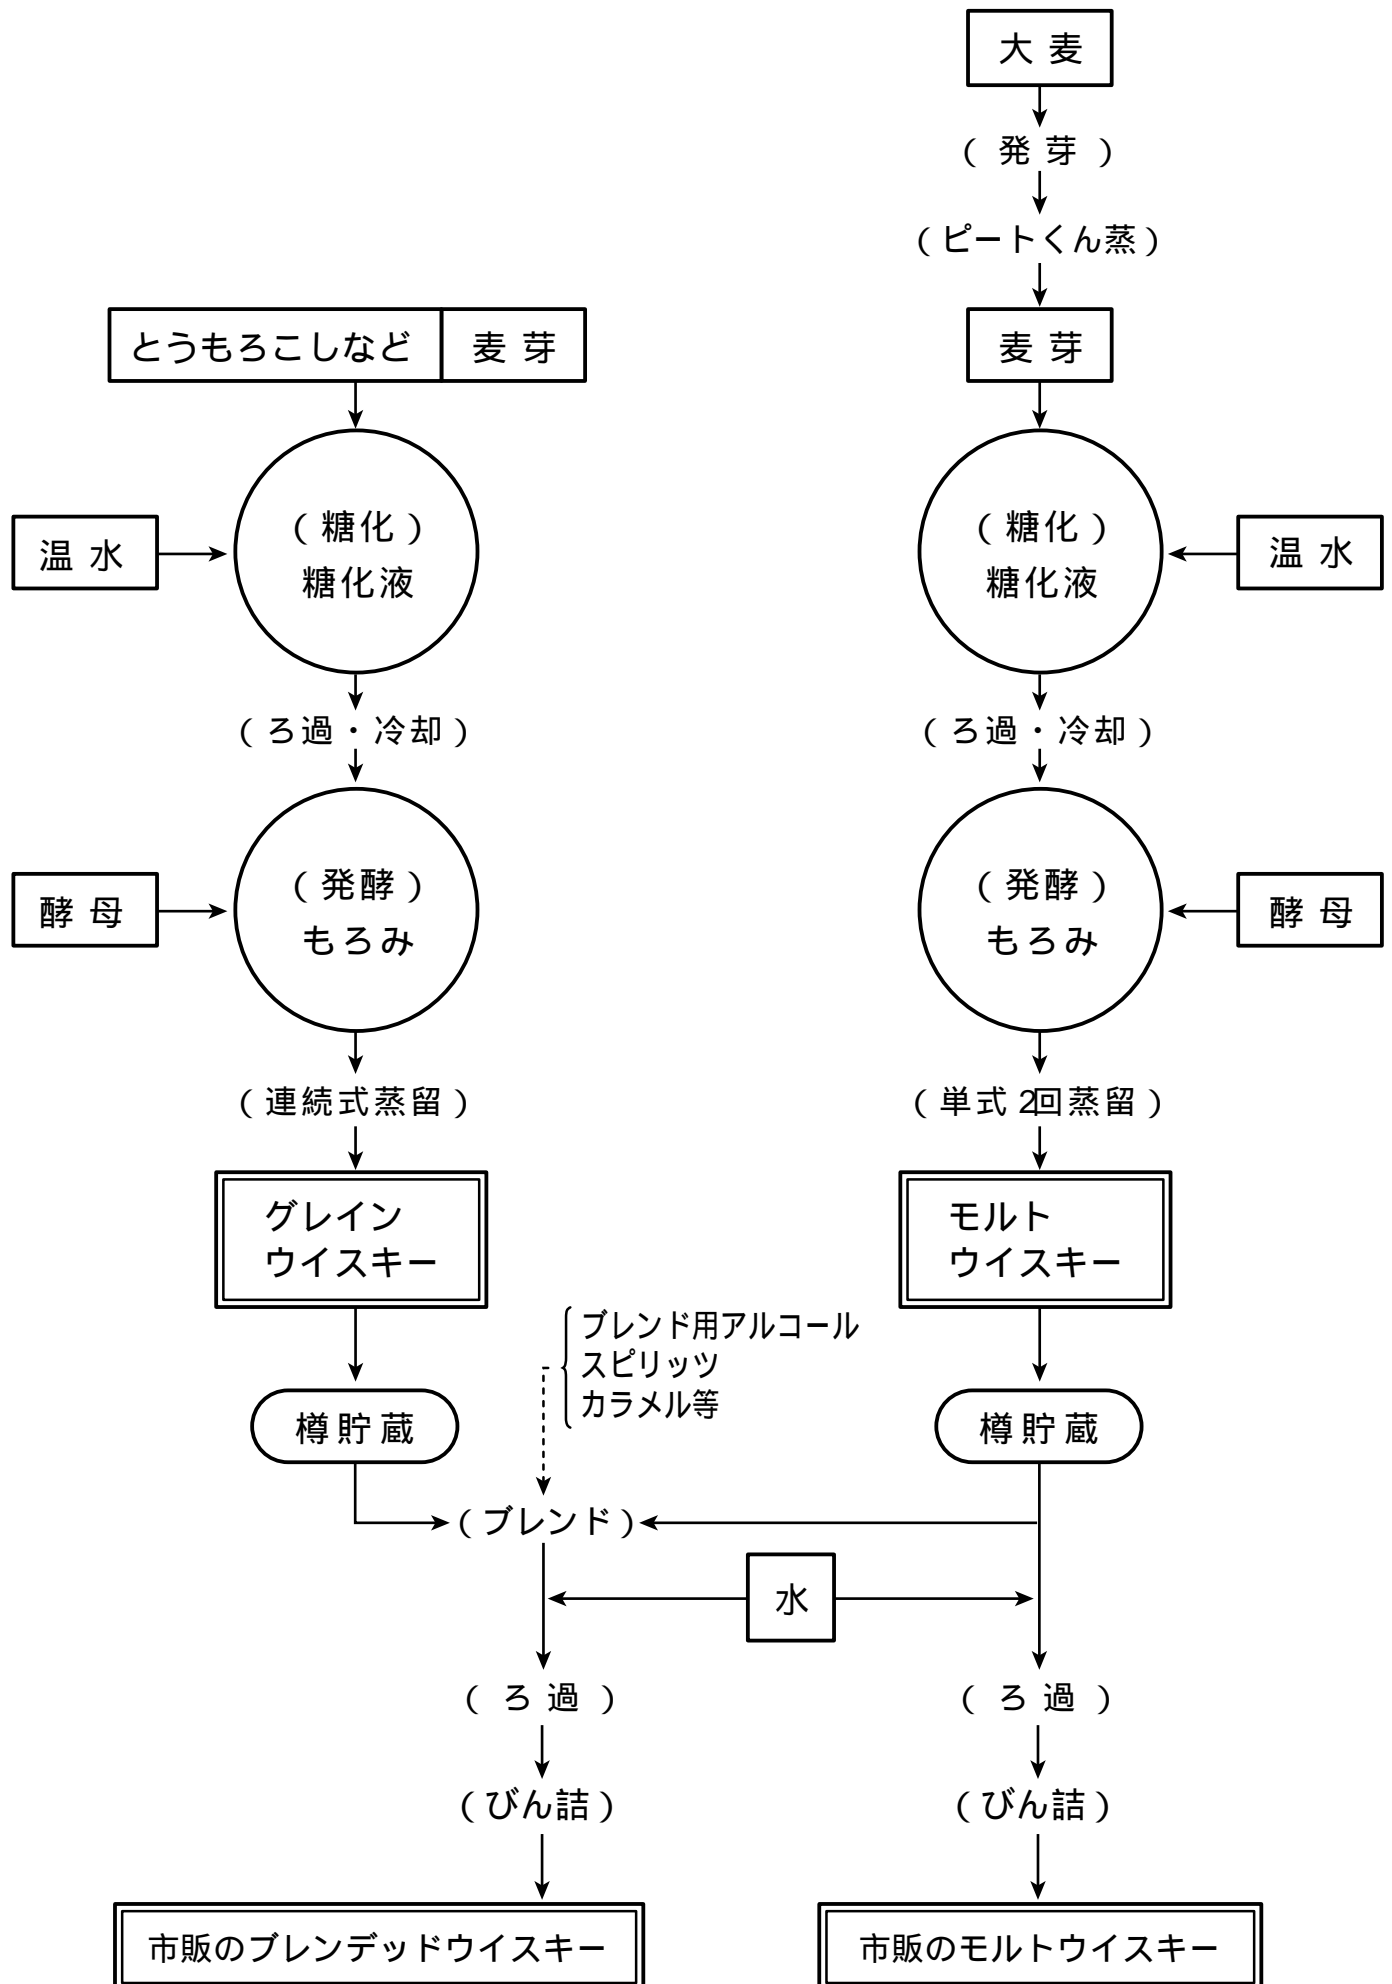 大麦
(発芽)
(ピートくん蒸)
とうもろこしなど 麦芽
麦芽
(糖化)
糖化液
温水
(糖化)
糖化液
温水
(ろ過・冷却)
(ろ過・冷却)
(発酵)
もろみ
酵母
(発酵)
もろみ
酵母
(連続式蒸留)
(単式2回蒸留)
グレイン
ウイスキー
モルト
ウイスキー
ブレンド用アルコール
スピリッツ
カラメル等
樽貯蔵
樽貯蔵
(ブレンド)
水
(ろ過)
(ろ過)
(びん詰)
(びん詰)
市販のブレンデッドウイスキー
市販のモルトウイスキー